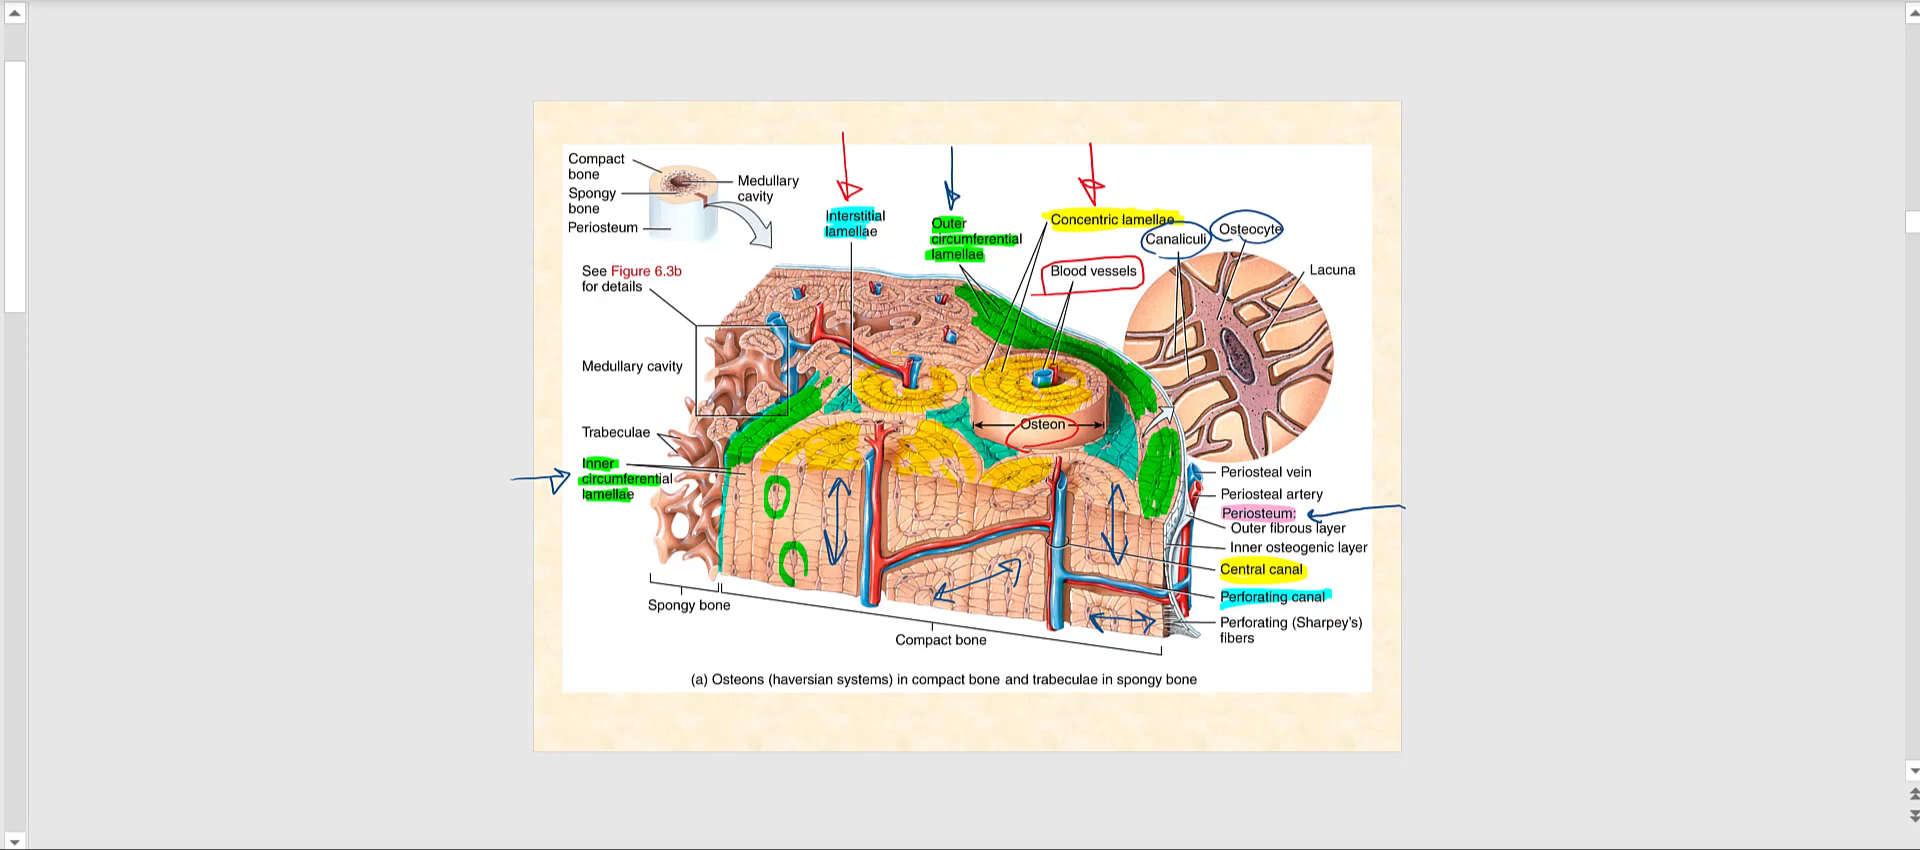 Compact
bone
Spongy
bone
Periosteum
Medullary
cavity
Interstitial
lamellae
Outer
circumferential
lamellae
Concentric lamellae
Canaliculi
Osteocyte
Blood vessels
Lacuna
See Figure 6.3b
for details
Medullary cavity
Osteon
Trabeculae
Inner
circumferential
lamellae
Periosteal vein
Periosteal artery
Periosteum:
Outer fibrous layer
Inner osteogenic layer
Central canal
Perforating canal
Perforating (Sharpey's)
fibers
Spongy bone
Compact bone
(a) Osteons (haversian systems) in compact bone and trabeculae in spongy bone